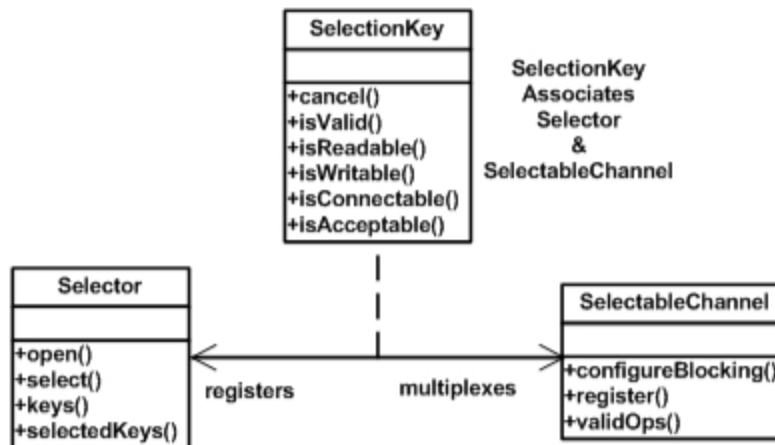 SelectionKey
+cancel()
+isValid()
+isReadable()
+isWritable()
+isConnectable()
+isAcceptable()
SelectionKey
Associates
Selector
&
SelectableChannel
Selector
+open()
+select()
+keys()
+selectedKeys()
registers
multiplexes
SelectableChannel
+configureBlocking()
+register()
+validOps()